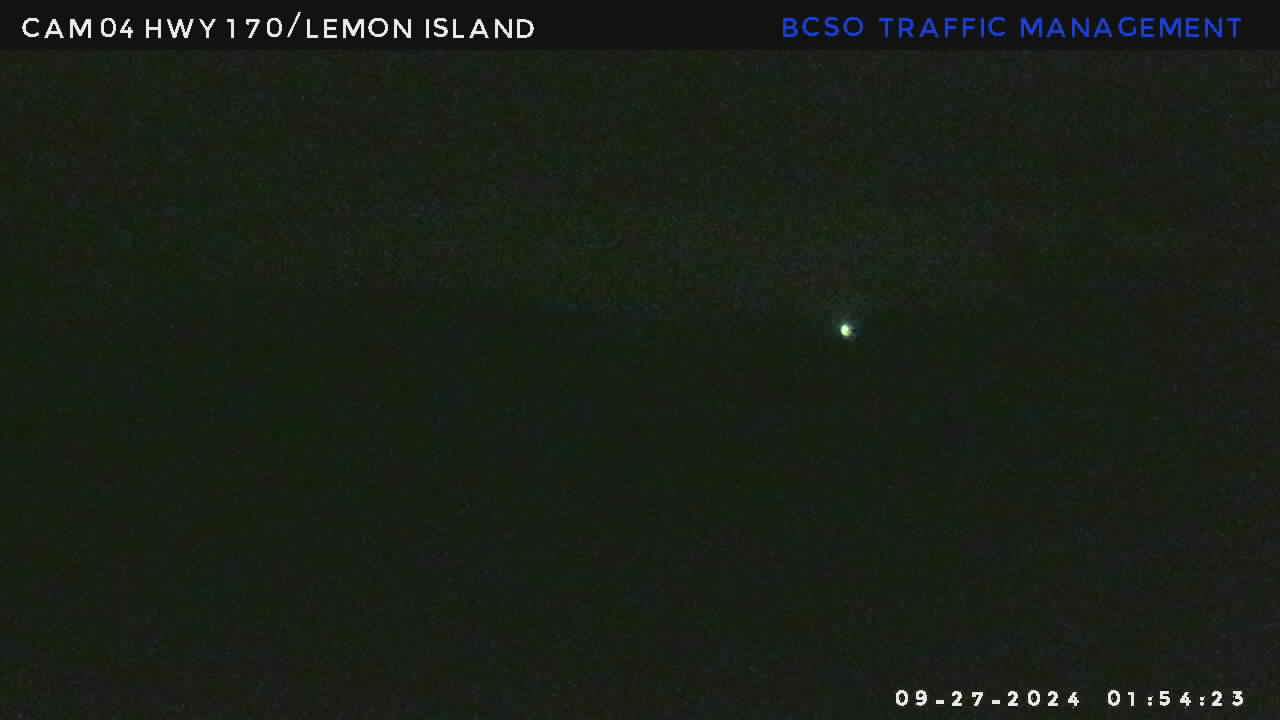 CAM 04 HWY 170/LEMON ISLAND
BCSO TRAFFIC MANAGEMENT
09-27-2024 01:54:23